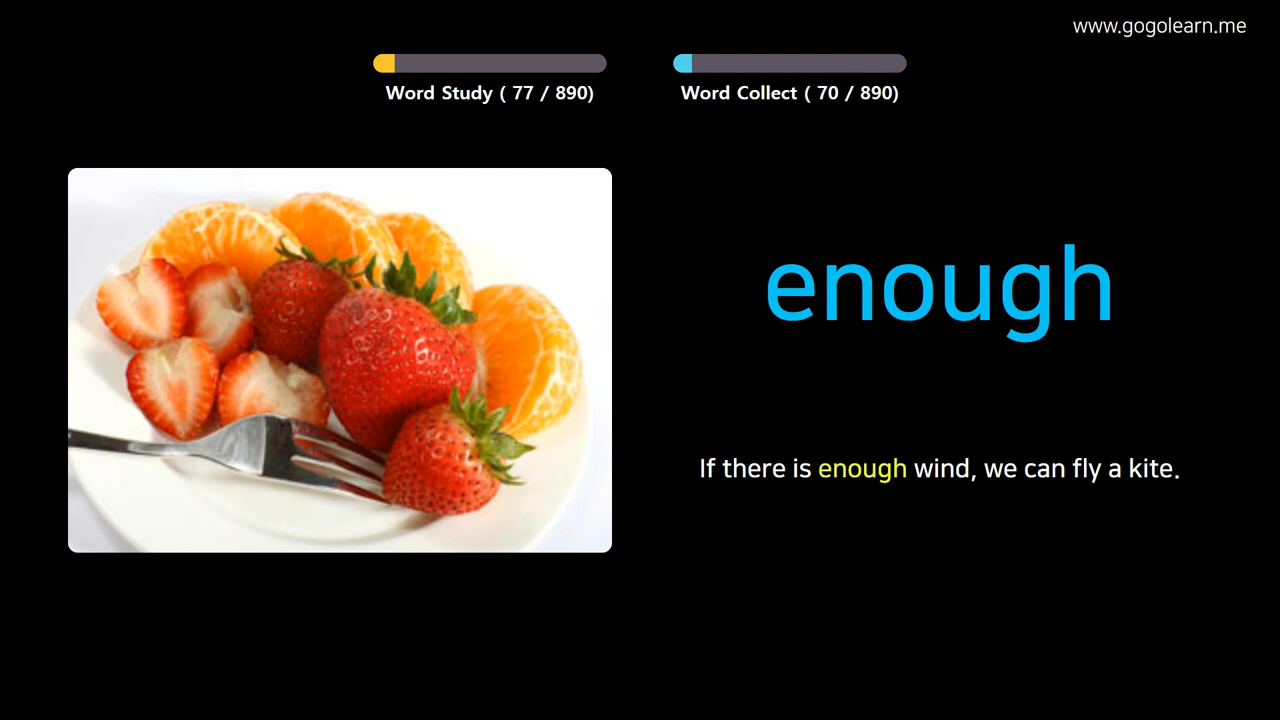 www.gogolearn.me
Word Study ( 77 / 890)
Word Collect ( 70 / 890)
enough
If there is enough wind, we can fly a kite.